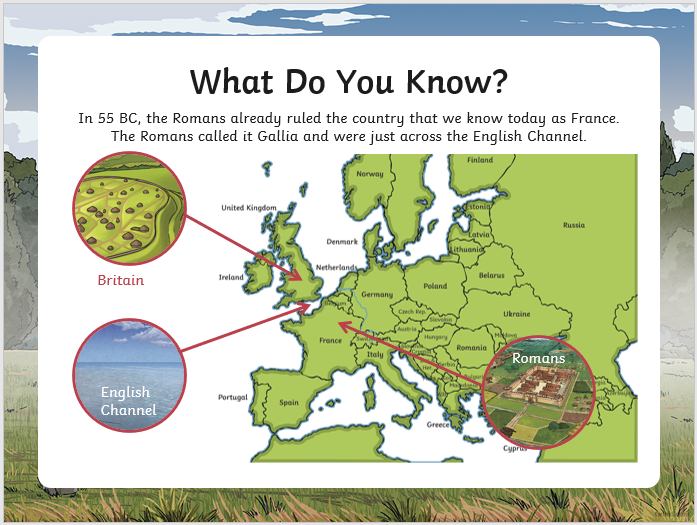 What Do You Know?
In 55 BC, the Romans already ruled the country that we know today as France.
The Romans called it Gallia and were just across the English Channel.
Finland
Norway
United Kingdom
Estonia
Russia
Latvia
Denmark
Lithuania
Ireland
Netherlands
Belarus
Britain
Germany
Poland
Belgium
Czech Rep.
Ukraine
Slovakia
Austria
Moldova
Hungary
France
Romania
Italy
Romans
English
Channel
Portugal
Spain
Greece
Cyprus